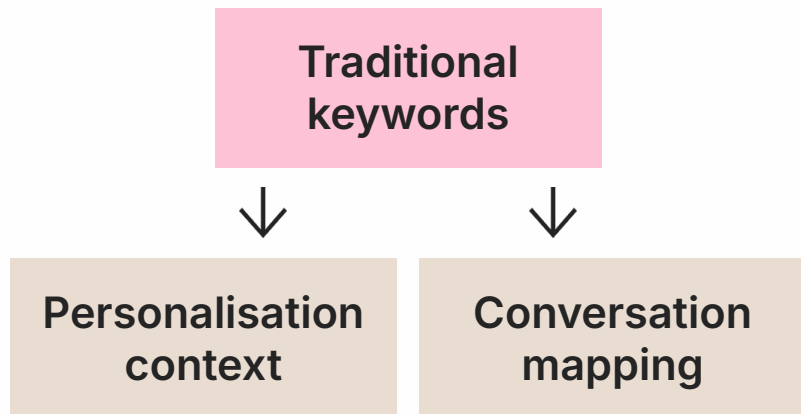 Traditional
keywords
Personalisation
context
Conversation
mapping